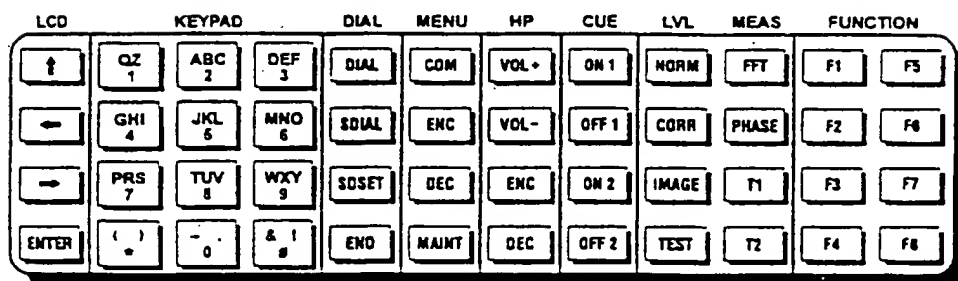 LCD KEYPAD DIAL MENU HP CUE LVL MEAS FUNCTION
QZ ABC DEF DIAL COM VOL+ ON 1 NORM FFT F1 F5
1 2 3
GHI JKL MNO SDIAL ENC VOL- OFF 1 CORR PHASE F2 F6
4 5 6
PRS TUV WXY SDSET DEC ENC ON 2 IMAGE T1 F3 F7
7 8 9
ENTER ( ) - . & ! END MAINT DEC OFF 2 TEST T2 F4 F8
* 0 #